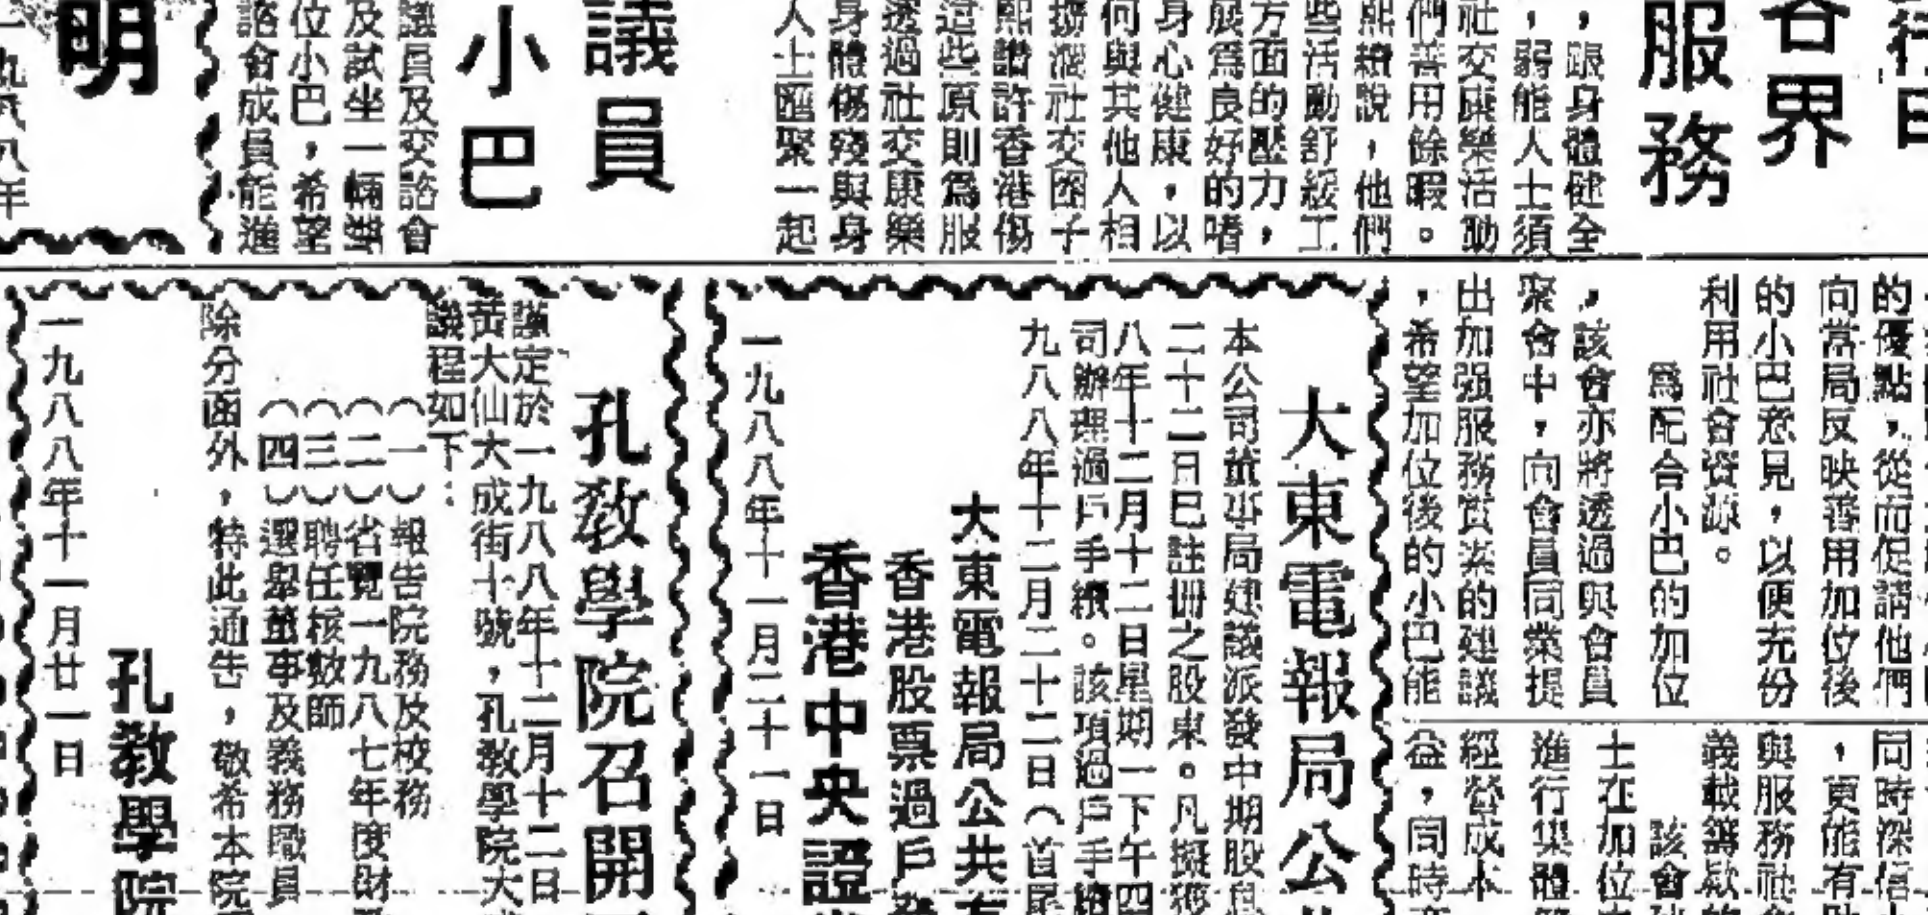 行日
各界
服務
，跟身體健全
，弱能人士須
社交康樂活動
們善用餘暇。
熙續說，他們
些活動舒緩工
方面的壓力，
展為良好的嗜
身心健康，以
何與其他人相
擴濶社交圈子
熙讚許香港傷
這些原則為服
透過社交康樂
身體傷殘與身
人士匯聚一起
議員
小巴
議員及交諮會
及試坐一輛湖
位小巴，希望
諮會成員能進
明
一九八八年
的優點，從而促請他們
向當局反映善用加位後
的小巴意見，以便充份
利用社會資源。
為配合小巴的加位
，該會亦將透過與會員
聚會中，向會員同業提
出加强服務質素的建議
，希望加位後的小巴能
同時深信
，更能有
與服務社
義載籌款
該會
士在加位
進行集體
經營成本
益，同時
大東電報局公
本公司董事局建議派發中期股息
二十二日已註冊之股東。凡擬獲
八年十二月十二日星期一下午四
司辦理過戶手續。該項過戶手續
九八八年十二月二十二日（首尾
大東電報局公共
香港股票過戶
香港中央證
一九八八年十一月二十一日
孔教學院召開
謹定於一九八八年十二月十二日
黃大仙大成街十號，孔教學院大
議程如下：
（一）報告院務及校務
（二）省覽一九八七年度財
（三）聘任核數師
（四）選舉董事及義務職員
除分函外，特此通告，敬希本院
孔教學院
一九八八年十一月廿一日